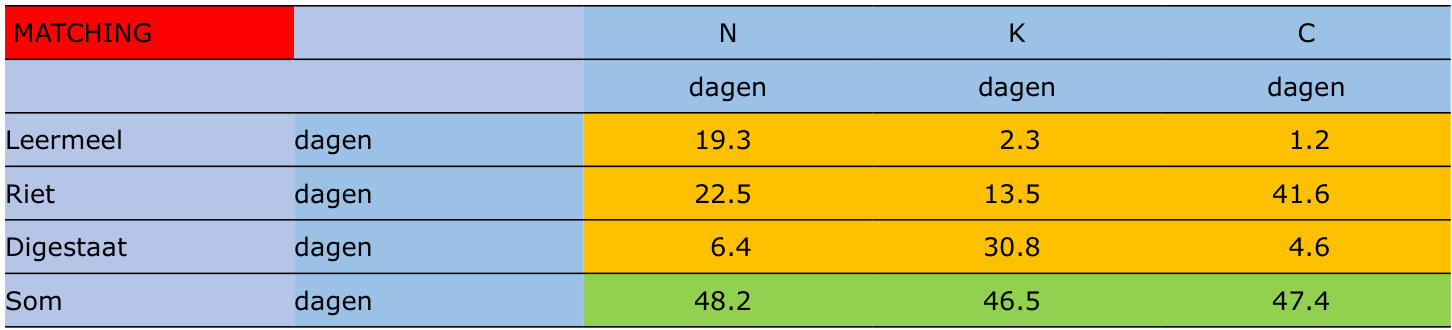 MATCHING N K C
dagen dagen dagen
Leermeel dagen 19.3 2.3 1.2
Riet dagen 22.5 13.5 41.6
Digestaat dagen 6.4 30.8 4.6
Som dagen 48.2 46.5 47.4